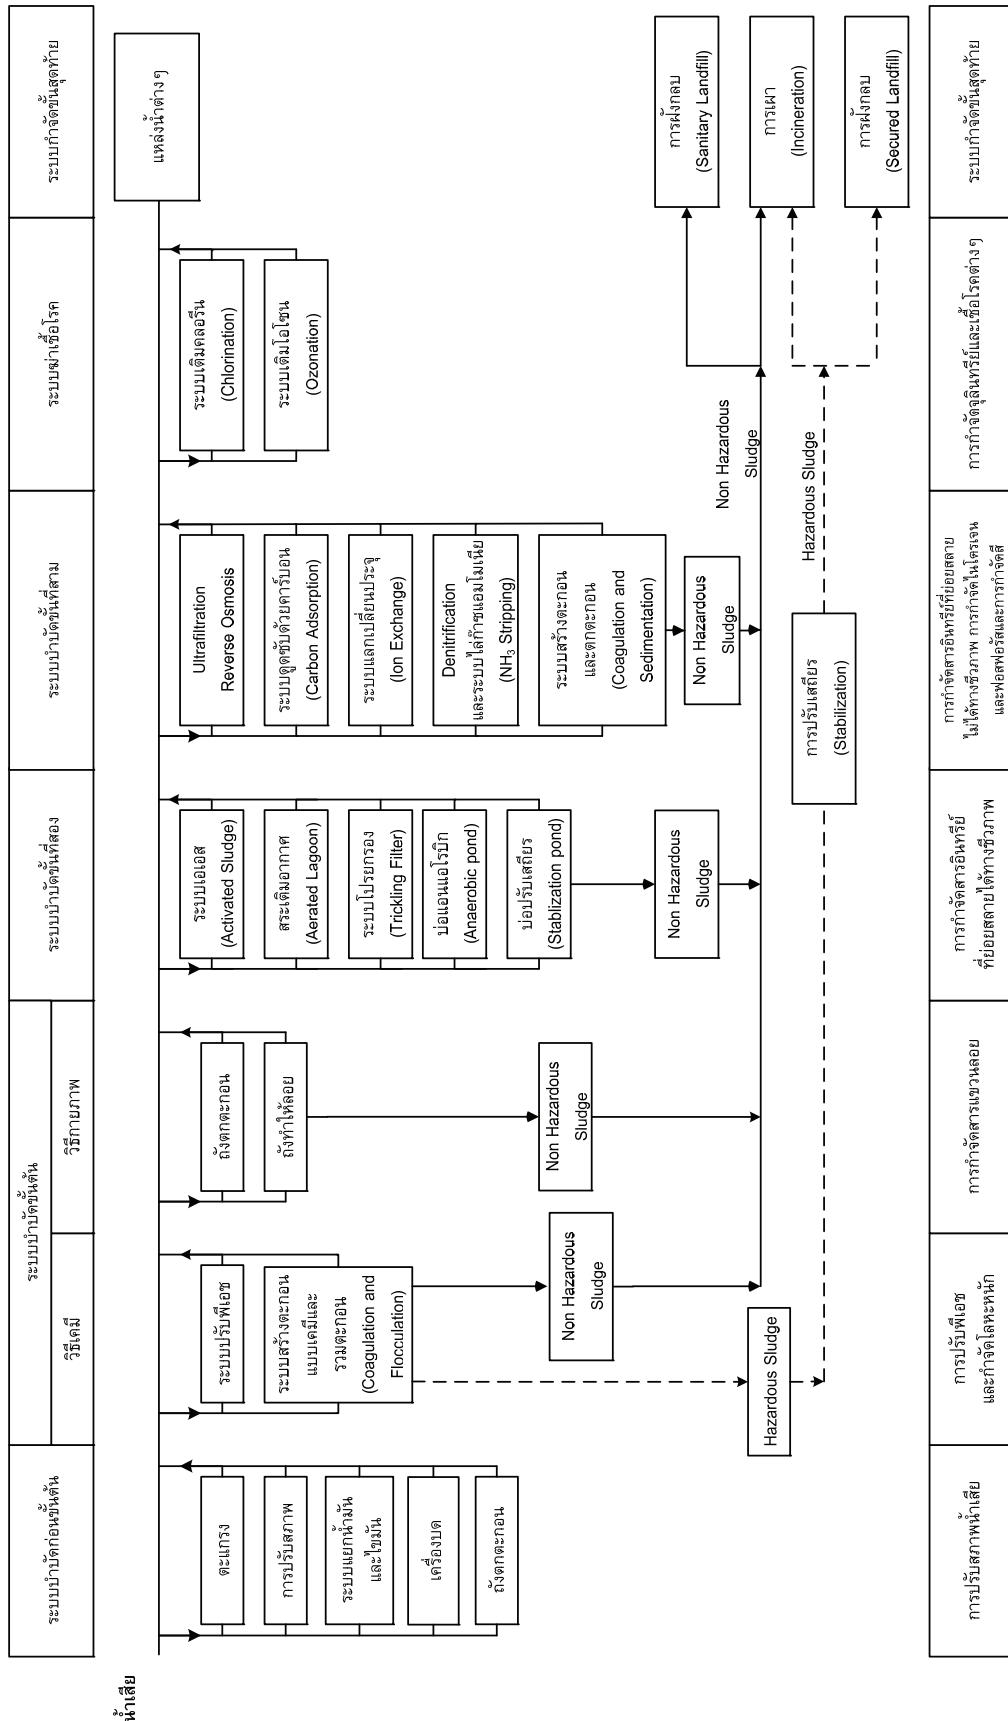 ระบบบำบัดก่อนขั้นต้น
ระบบบำบัดขั้นต้น
วิธีเคมี
วิธีกายภาพ
ระบบบำบัดขั้นที่สอง
ระบบบำบัดขั้นที่สาม
ระบบฆ่าเชื้อโรค
ระบบกำจัดขั้นสุดท้าย
น้ำเสีย
แหล่งน้ำต่างๆ
ตะแกรง
การปรับสภาพ
ระบบแยกน้ำมัน
และไขมัน
เครื่องบด
ถังตกตะกอน
ระบบปรับพีเอช
ระบบสร้างตะกอน
แบบเคมีและ
รวมตะกอน
(Coagulation and
Flocculation)
Non Hazardous
Sludge
Hazardous Sludge
ถังตกตะกอน
ถังทำให้ลอย
Non Hazardous
Sludge
ระบบเอเอส
(Activated Sludge)
สระเติมอากาศ
(Aerated Lagoon)
ระบบโปรยกรอง
(Trickling Filter)
บ่อแอนแอโรบิก
(Anaerobic pond)
บ่อปรับเสถียร
(Stablization pond)
Non Hazardous
Sludge
Ultrafiltration
Reverse Osmosis
ระบบดูดซับด้วยคาร์บอน
(Carbon Adsorption)
ระบบแลกเปลี่ยนประจุ
(Ion Exchange)
Denitrification
และระบบไล่ก๊าซแอมโมเนีย
(NH₃ Stripping)
ระบบสร้างตะกอน
และตกตะกอน
(Coagulation and
Sedimentation)
Non Hazardous
Sludge
การปรับเสถียร
(Stabilization)
ระบบเติมคลอรีน
(Chlorination)
ระบบเติมโอโซน
(Ozonation)
Non Hazardous
Sludge
Hazardous Sludge
การฝังกลบ
(Sanitary Landfill)
การเผา
(Incineration)
การฝังกลบ
(Secured Landfill)
การปรับสภาพน้ำเสีย
การปรับพีเอช
และกำจัดโลหะหนัก
การกำจัดสารแขวนลอย
การกำจัดสารอินทรีย์
ที่ย่อยสลายได้ทางชีวภาพ
การกำจัดสารอินทรีย์ที่ย่อยสลาย
ไม่ได้ทางชีวภาพ การกำจัดไนโตรเจน
และฟอสฟอรัสและการกำจัดสี
การกำจัดจุลินทรีย์และเชื้อโรคต่างๆ
ระบบกำจัดขั้นสุดท้าย